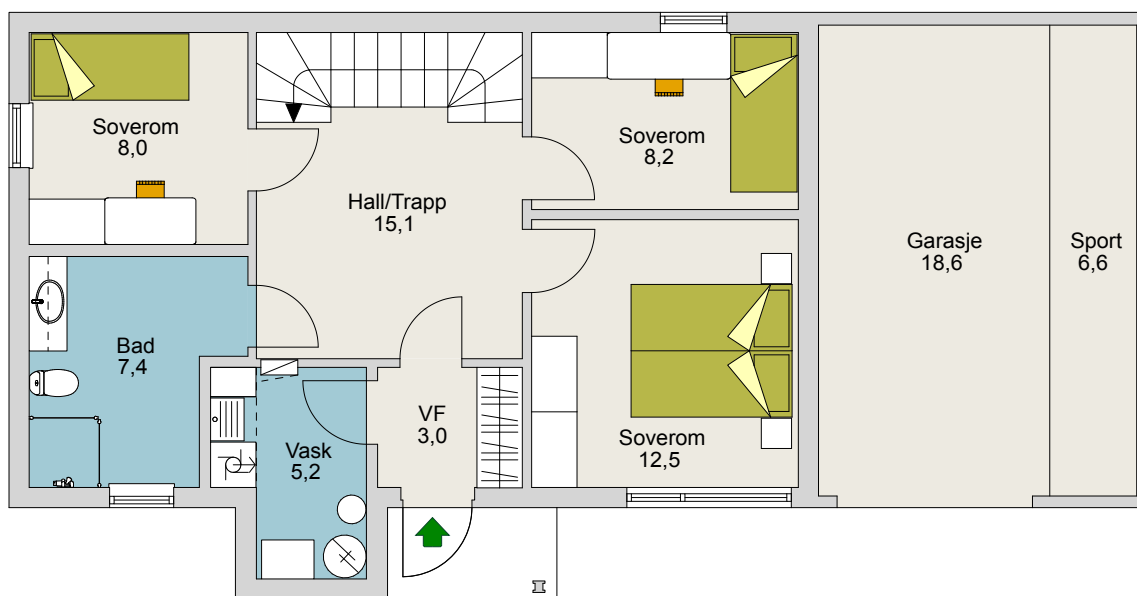 Soverom
8,0
Hall/Trapp
15,1
Soverom
8,2
Garasje
18,6
Sport
6,6
Bad
7,4
VF
3,0
Vask
5,2
Soverom
12,5